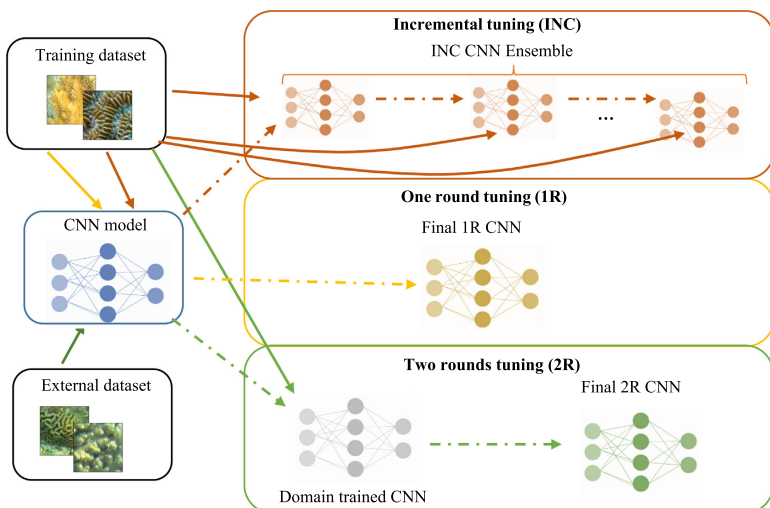 Incremental tuning (INC)
INC CNN Ensemble
...
Training dataset
One round tuning (1R)
CNN model
Final 1R CNN
Two rounds tuning (2R)
External dataset
Final 2R CNN
Domain trained CNN